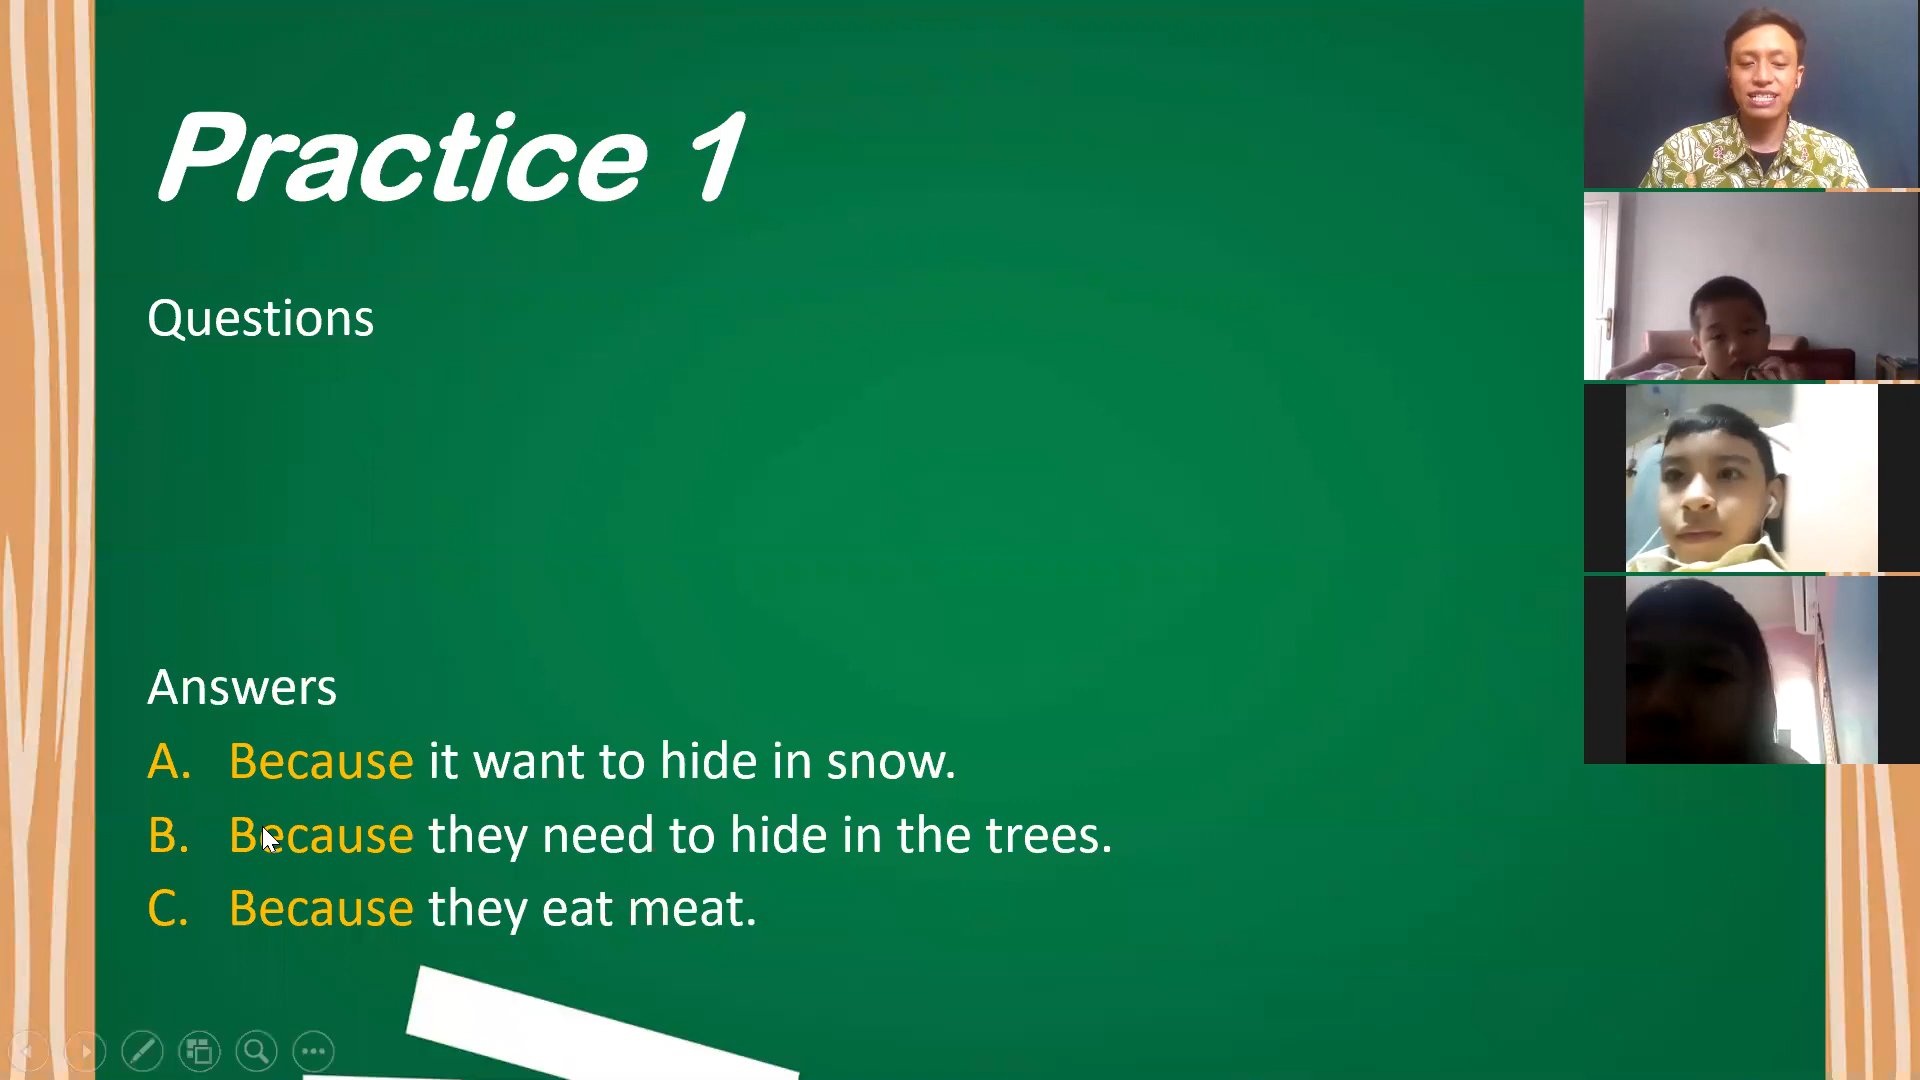 Practice 1
Questions
Answers
A. Because it want to hide in snow.
B. Because they need to hide in the trees.
C. Because they eat meat.